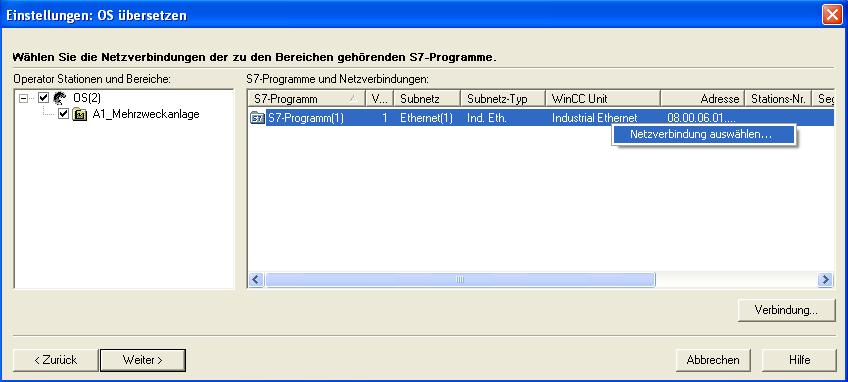 Einstellungen: OS übersetzen
Wählen Sie die Netzverbindungen der zu den Bereichen gehörenden S7-Programme.
Operator Stationen und Bereiche:
OS(2)
A1_Mehrzweckanlage
S7-Programme und Netzverbindungen:
S7-Programm V... Subnetz Subnetz-Typ WinCC Unit Adresse Stations-Nr. Seg
S7-Programm(1) 1 Ethernet(1) Ind. Eth. Industrial Ethernet 08.00.06.01....
Netzverbindung auswählen...
Verbindung...
< Zurück Weiter > Abbrechen Hilfe